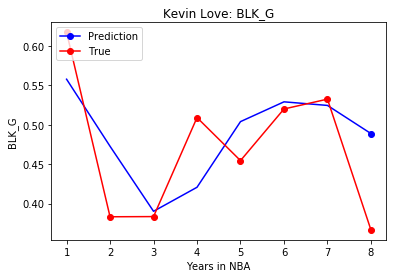 Kevin Love: BLK_G
Prediction
True
BLK_G
0.60
0.55
0.50
0.45
0.40
1 2 3 4 5 6 7 8
Years in NBA